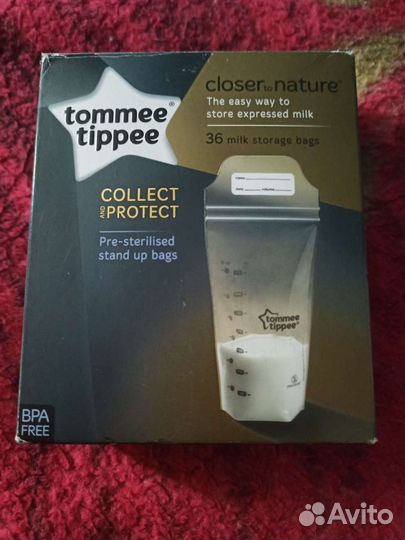 tommee®
tippee
closer to nature®
The easy way to
store expressed milk
36 milk storage bags
COLLECT
AND PROTECT
Pre-sterilised
stand up bags
tommee
tippee®
BPA
FREE
Avito